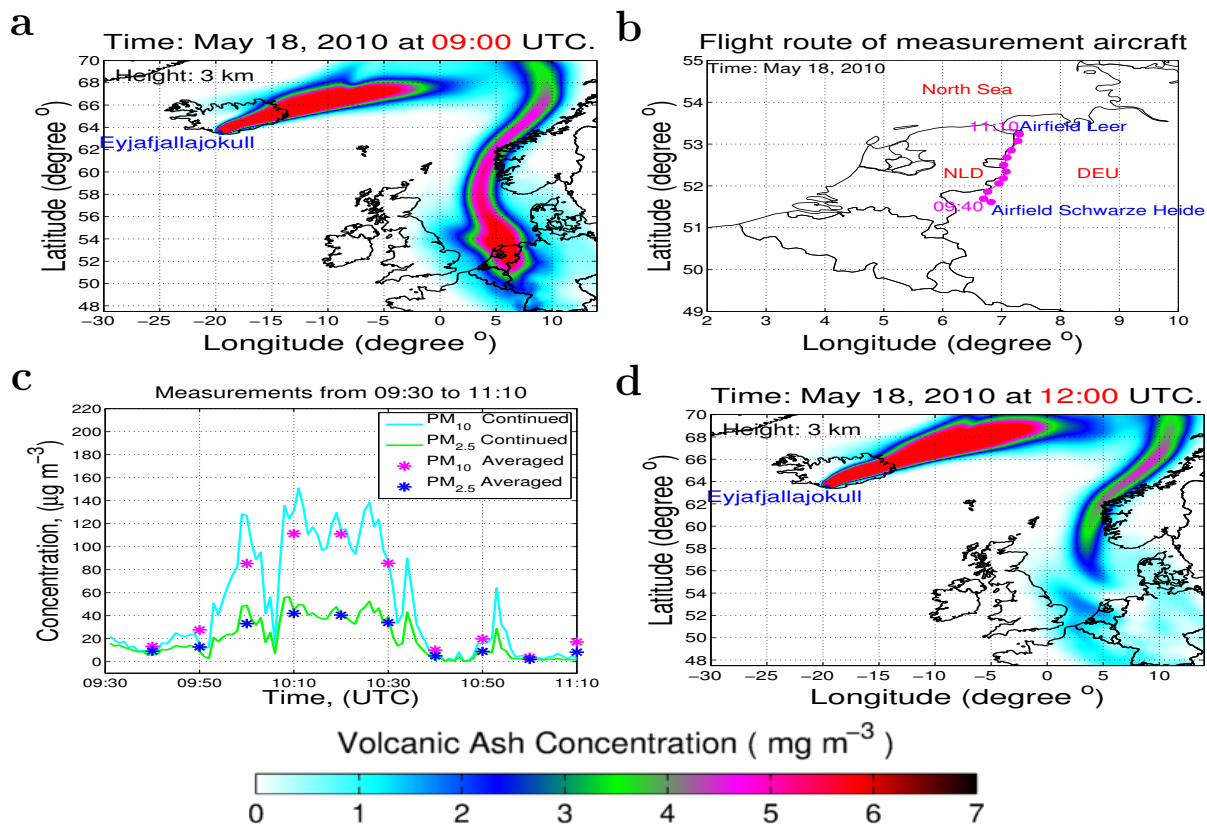 a
Time: May 18, 2010 at 09:00 UTC.
Height: 3 km
Eyjafjallajokull
70
68
66
64
62
60
58
56
54
52
50
48
Latitude (degree °)
−30 −25 −20 −15 −10 −5 0 5 10
Longitude (degree °)
b
Flight route of measurement aircraft
Time: May 18, 2010
North Sea
11:10 Airfield Leer
NLD DEU
09:40 Airfield Schwarze Heide
55
54
53
52
51
50
49
Latitude (degree °)
2 3 4 5 6 7 8 9 10
Longitude (degree °)
c
Measurements from 09:30 to 11:10
PM10 Continued
PM2.5 Continued
PM10 Averaged
PM2.5 Averaged
220
200
180
160
140
120
100
80
60
40
20
0
Concentration, (µg m−3)
09:30 09:50 10:10 10:30 10:50 11:10
Time, (UTC)
d
Time: May 18, 2010 at 12:00 UTC.
Height: 3 km
Eyjafjallajokull
70
68
66
64
62
60
58
56
54
52
50
48
Latitude (degree °)
−30 −25 −20 −15 −10 −5 0 5 10
Longitude (degree °)
Volcanic Ash Concentration ( mg m−3 )
0 1 2 3 4 5 6 7